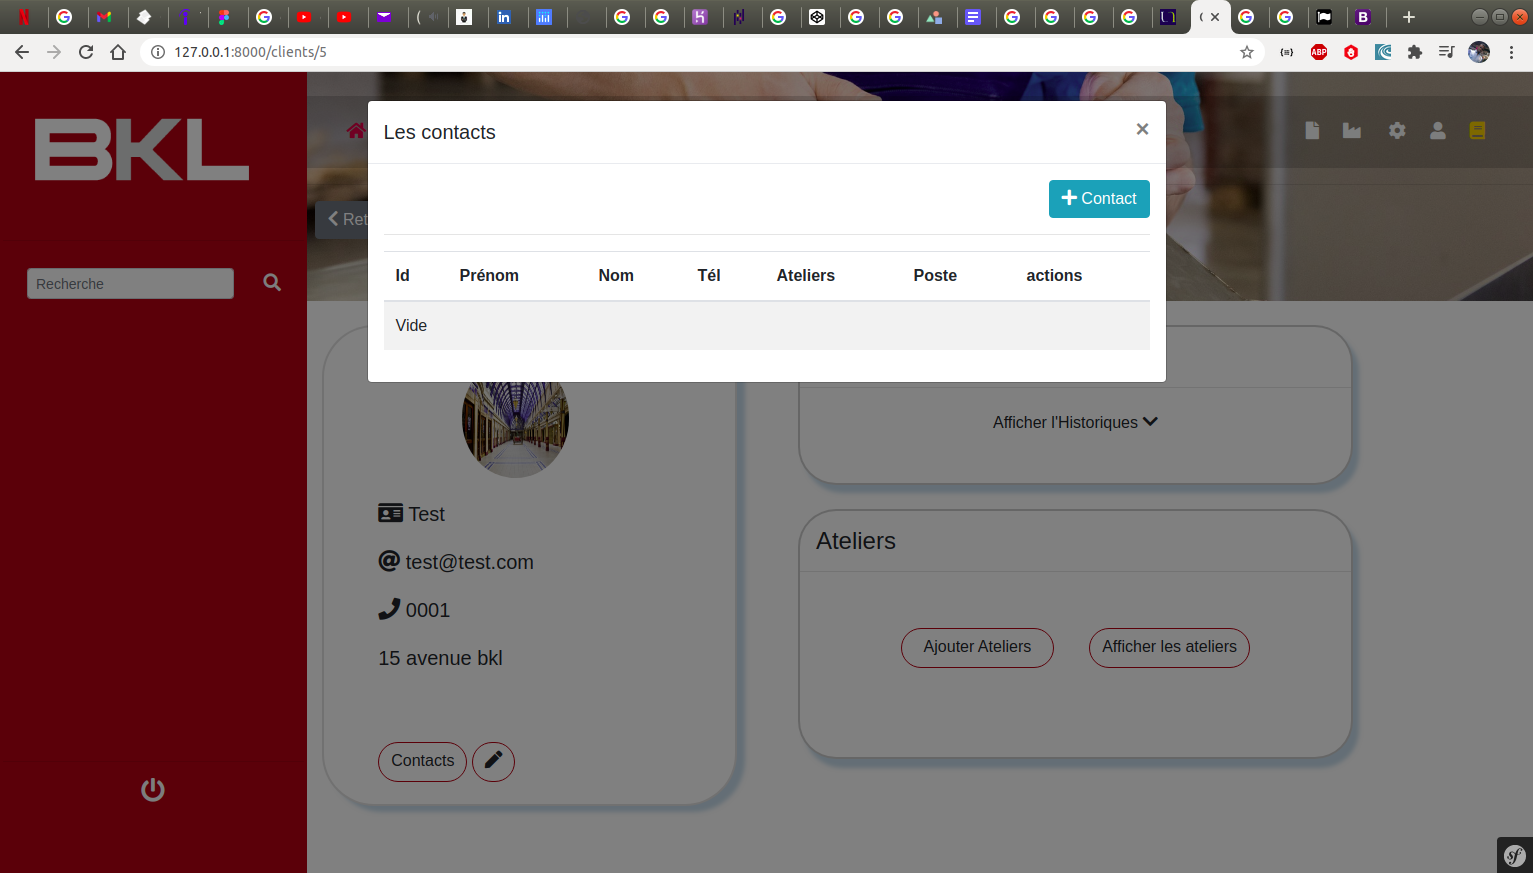 127.0.0.1:8000/clients/5
BKL
Les contacts
×
Contact
Ret
Recherche
Id Prénom Nom Tél Ateliers Poste actions
Vide
Afficher l'Historiques
Test
Ateliers
test@test.com
0001
Ajouter Ateliers Afficher les ateliers
15 avenue bkl
Contacts
sf